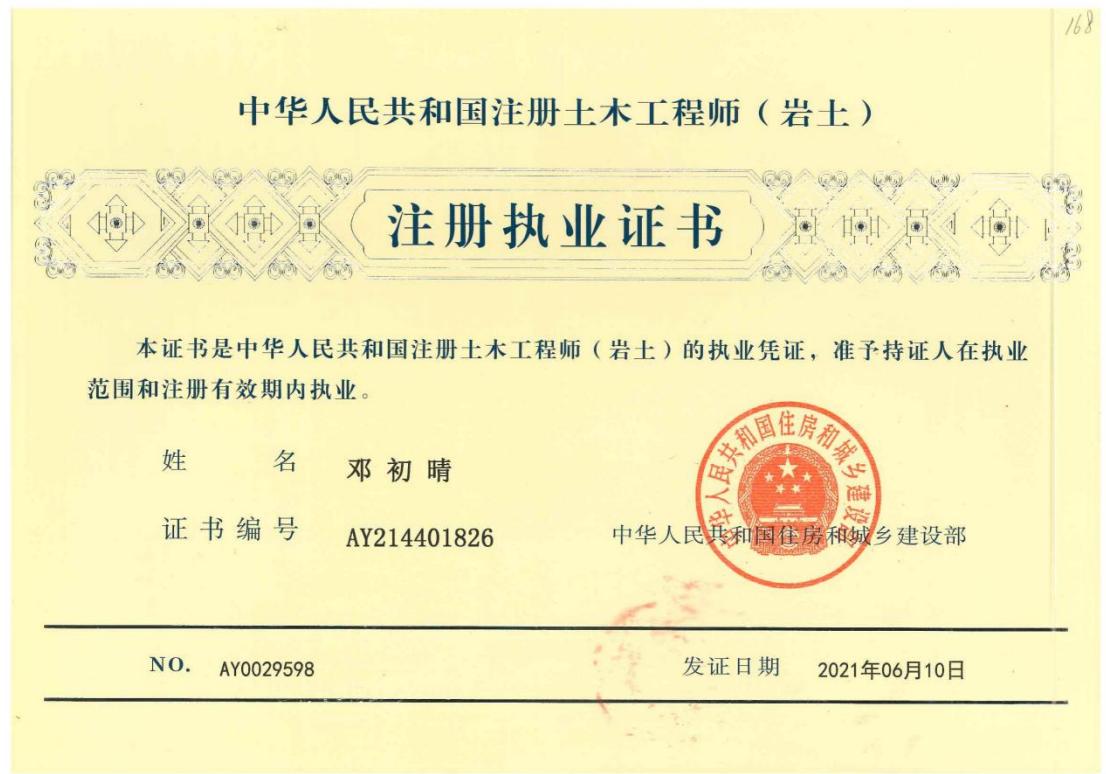 168
中华人民共和国注册土木工程师（岩土）
注册执业证书
本证书是中华人民共和国注册土木工程师（岩土）的执业凭证，准予持证人在执业
范围和注册有效期内执业。
姓 名 邓初晴
证书编号 AY214401826
中华人民共和国住房和城乡建设部
中华人民共和国住房和城乡建设部
NO. AY0029598
发证日期 2021年06月10日